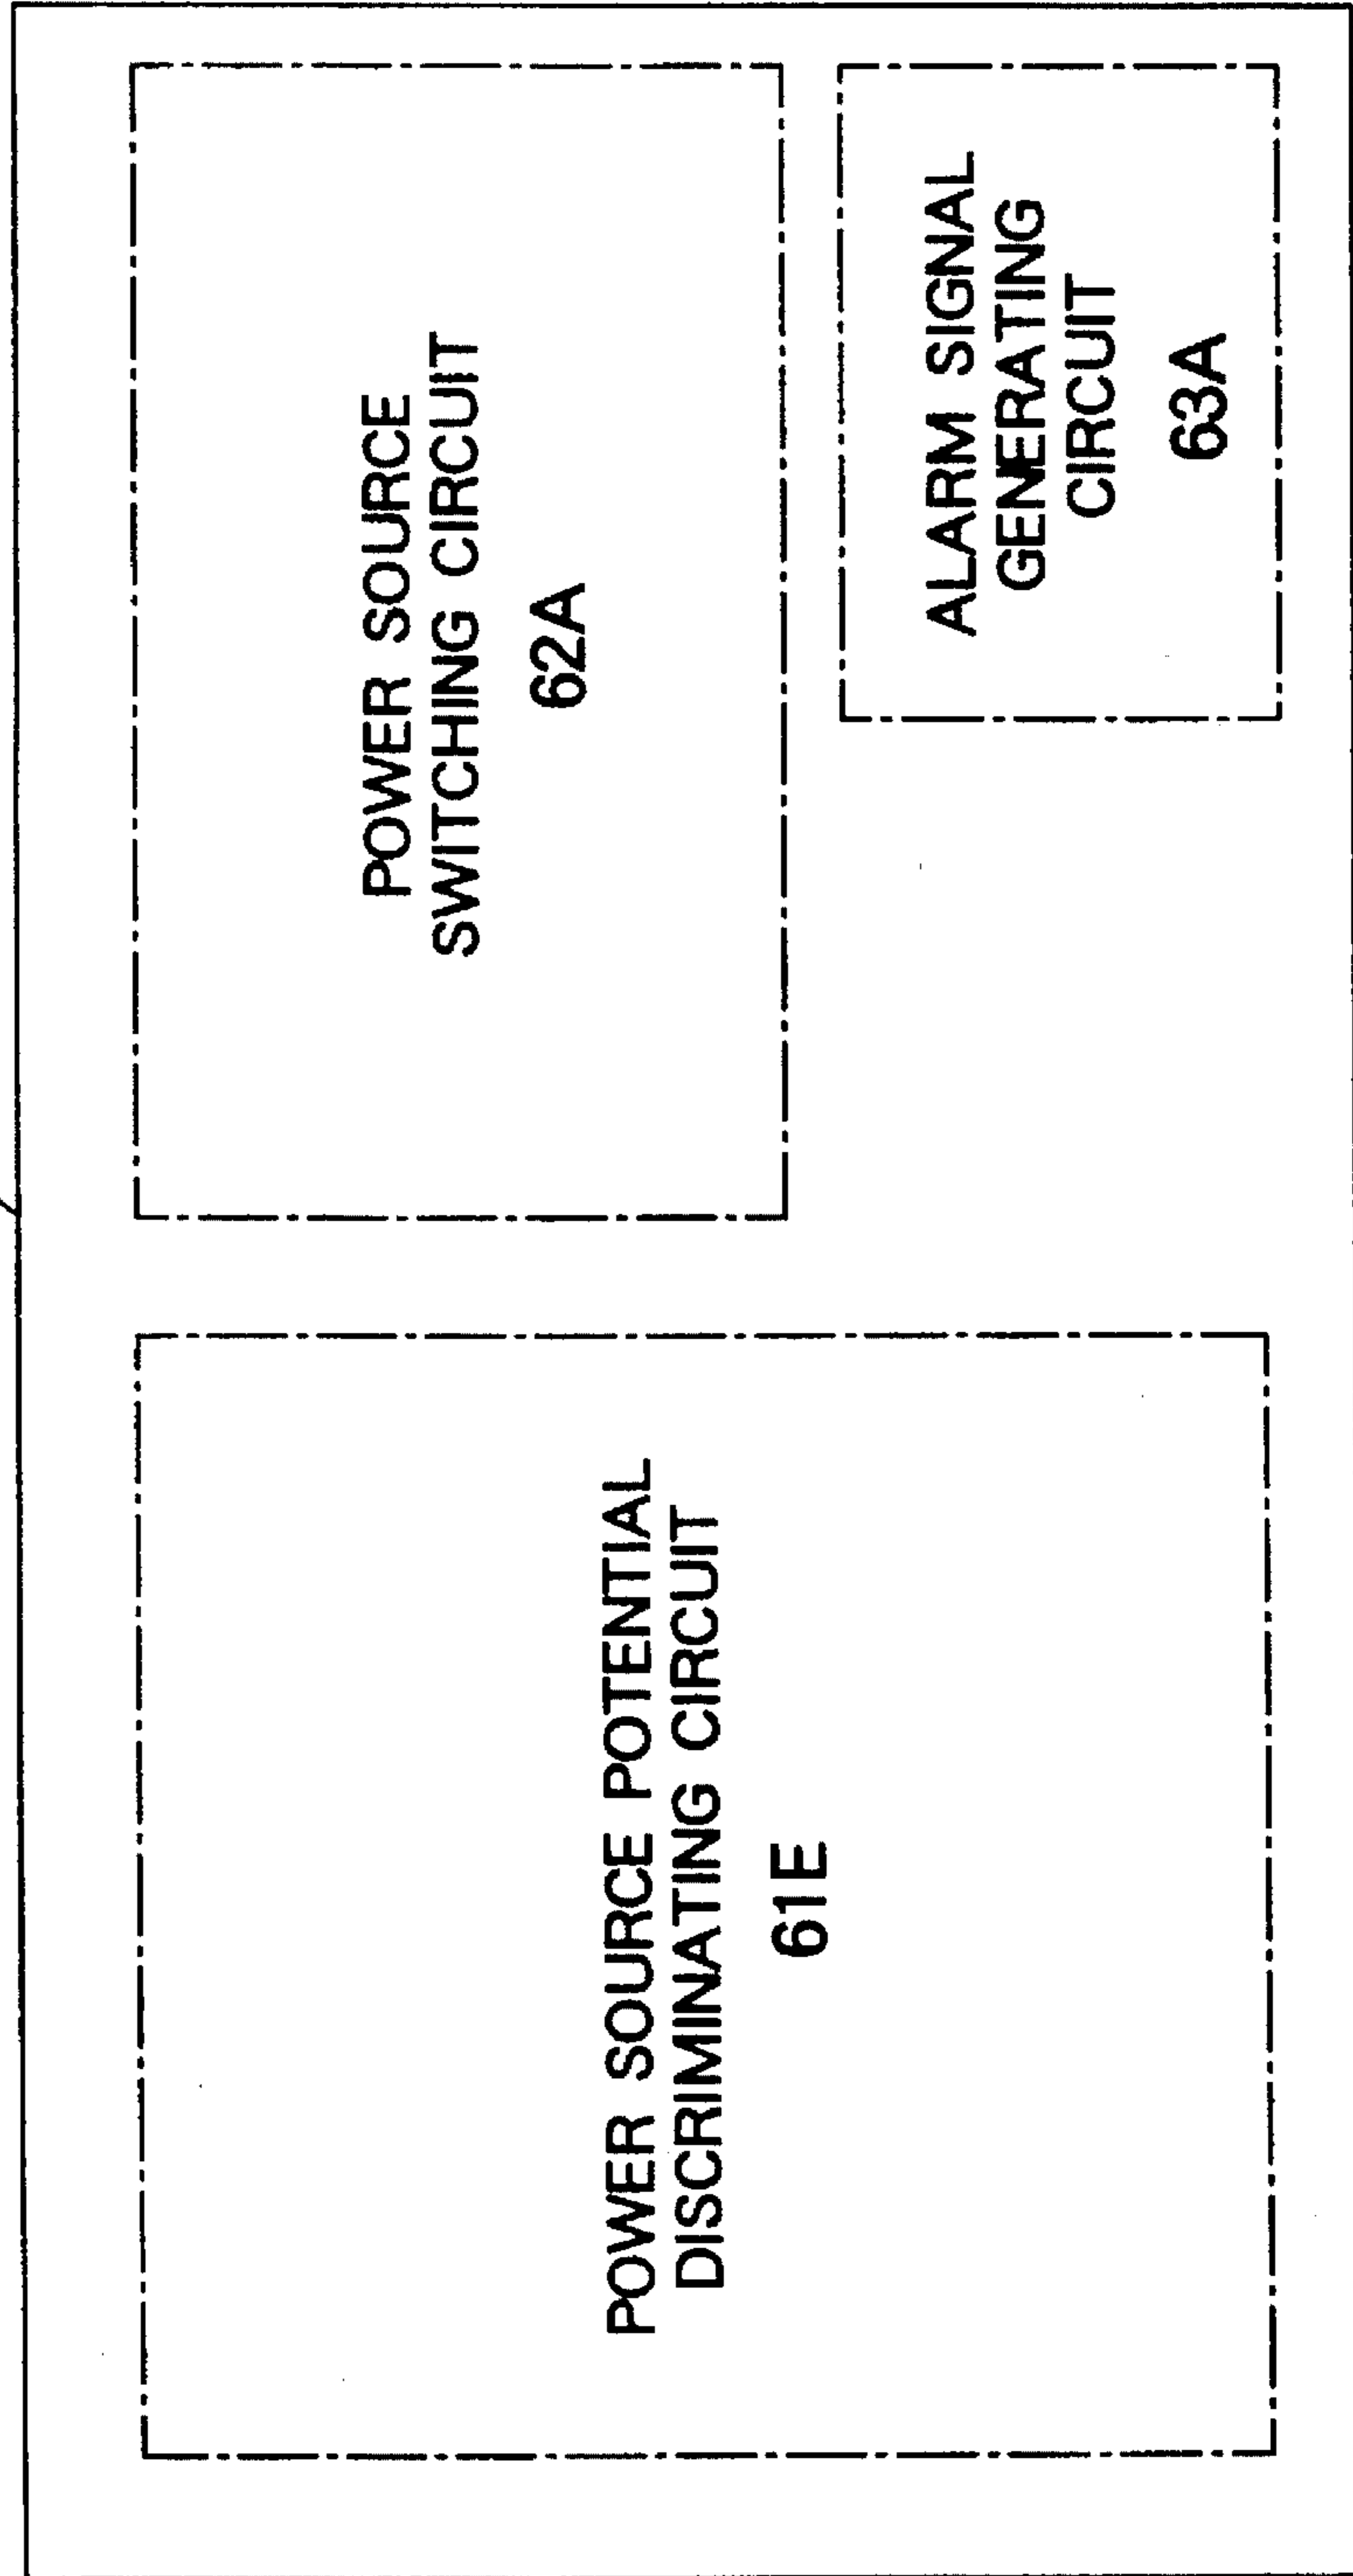 POWER SOURCE POTENTIAL
DISCRIMINATING CIRCUIT
61E
POWER SOURCE
SWITCHING CIRCUIT
62A
ALARM SIGNAL
GENERATING
CIRCUIT
63A